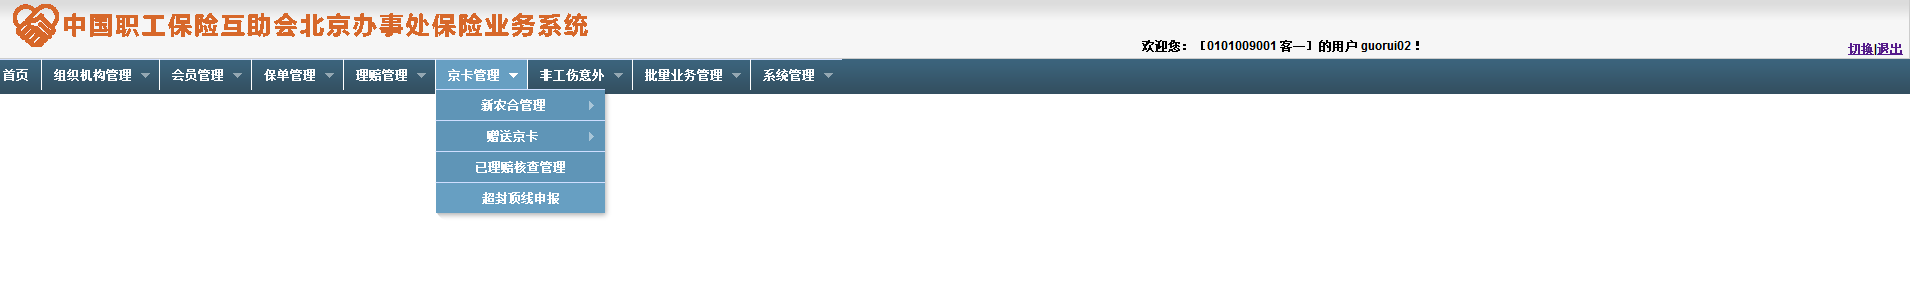 中国职工保险互助会北京办事处保险业务系统
欢迎您：［0101009001 客一］的用户 guorui02！
切换|退出
首页 组织机构管理 会员管理 保单管理 理赔管理 京卡管理 非工伤意外 批量业务管理 系统管理
新农合管理
赠送京卡
已理赔核查管理
超封顶线申报